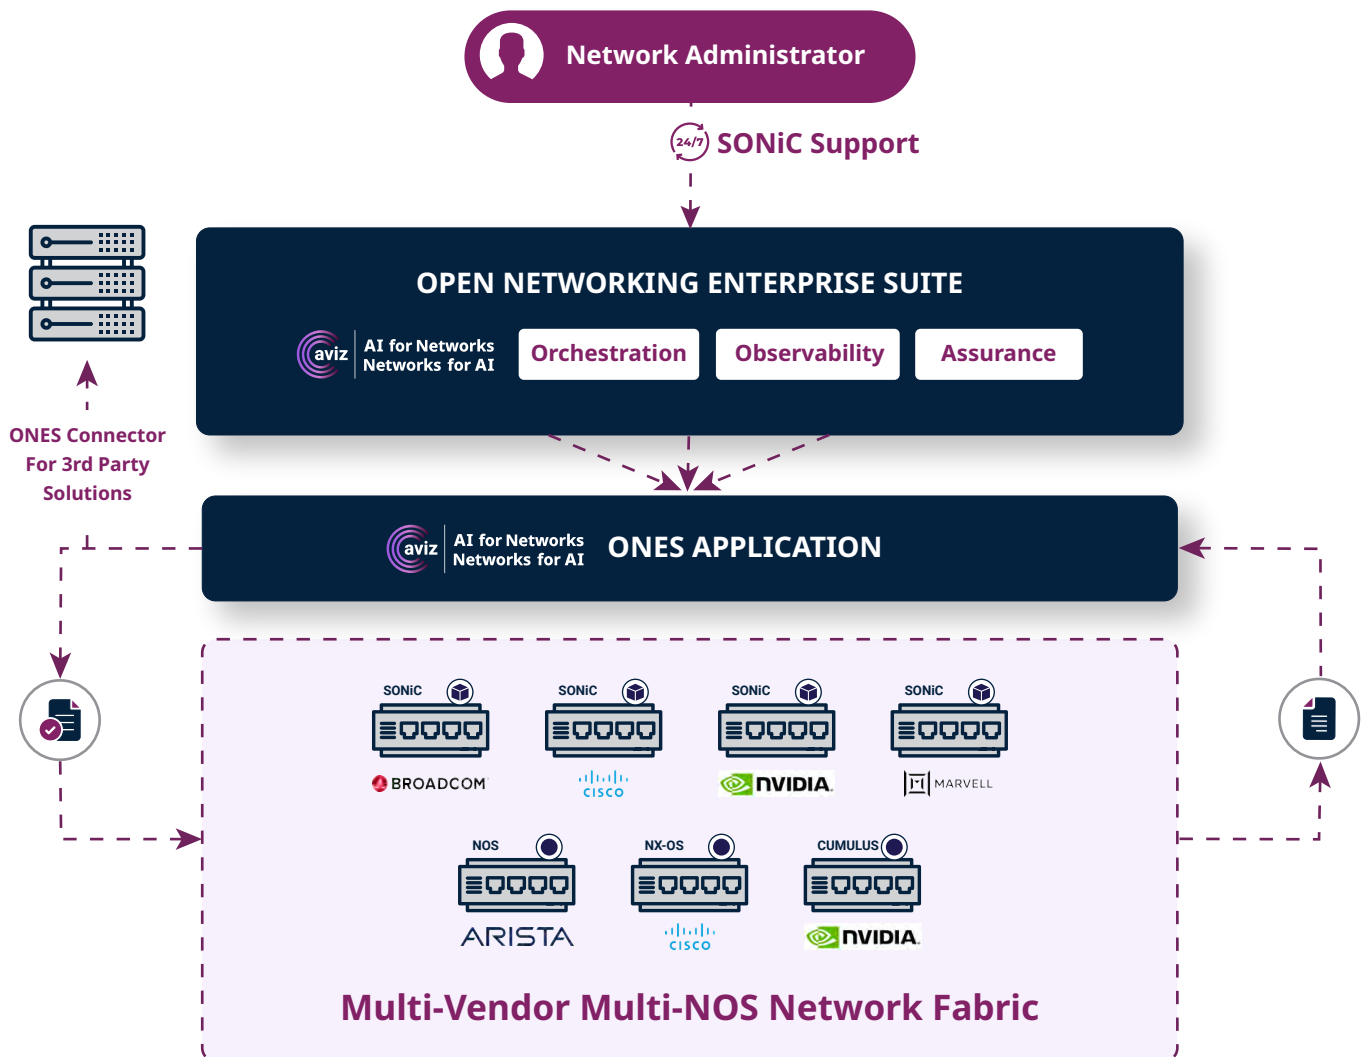 Network Administrator
24/7
SONiC Support
OPEN NETWORKING ENTERPRISE SUITE
aviz
AI for Networks
Networks for AI
Orchestration
Observability
Assurance
ONES Connector
For 3rd Party
Solutions
aviz
AI for Networks
Networks for AI
ONES APPLICATION
SONiC
SONiC
SONiC
SONiC
BROADCOM
CISCO
NVIDIA.
MARVELL
NOS
NX-OS
CUMULUS
ARISTA
CISCO
NVIDIA.
Multi-Vendor Multi-NOS Network Fabric